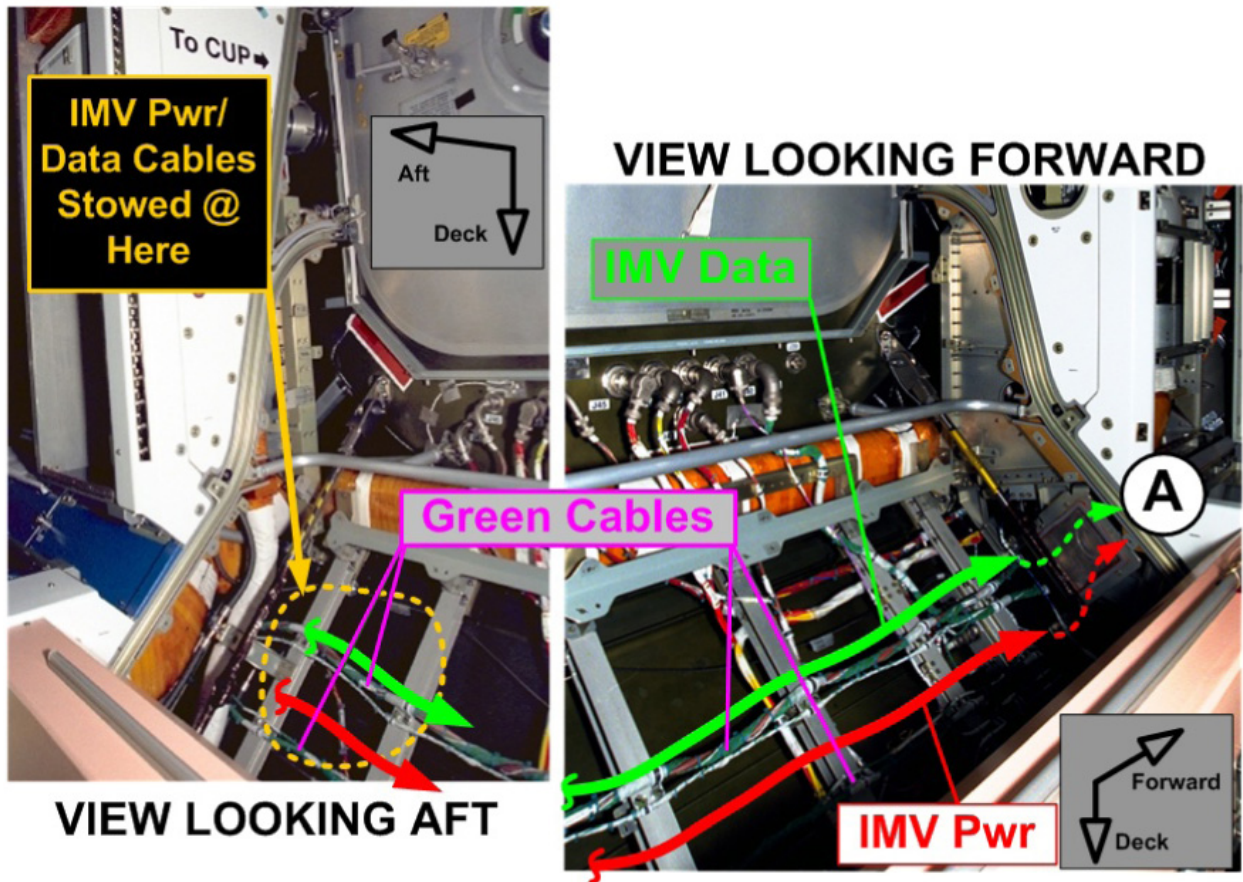 To CUP
IMV Pwr/
Data Cables
Stowed @
Here
Aft
Deck
VIEW LOOKING AFT
VIEW LOOKING FORWARD
IMV Data
J45
J41
Green Cables
A
IMV Pwr
Forward
Deck